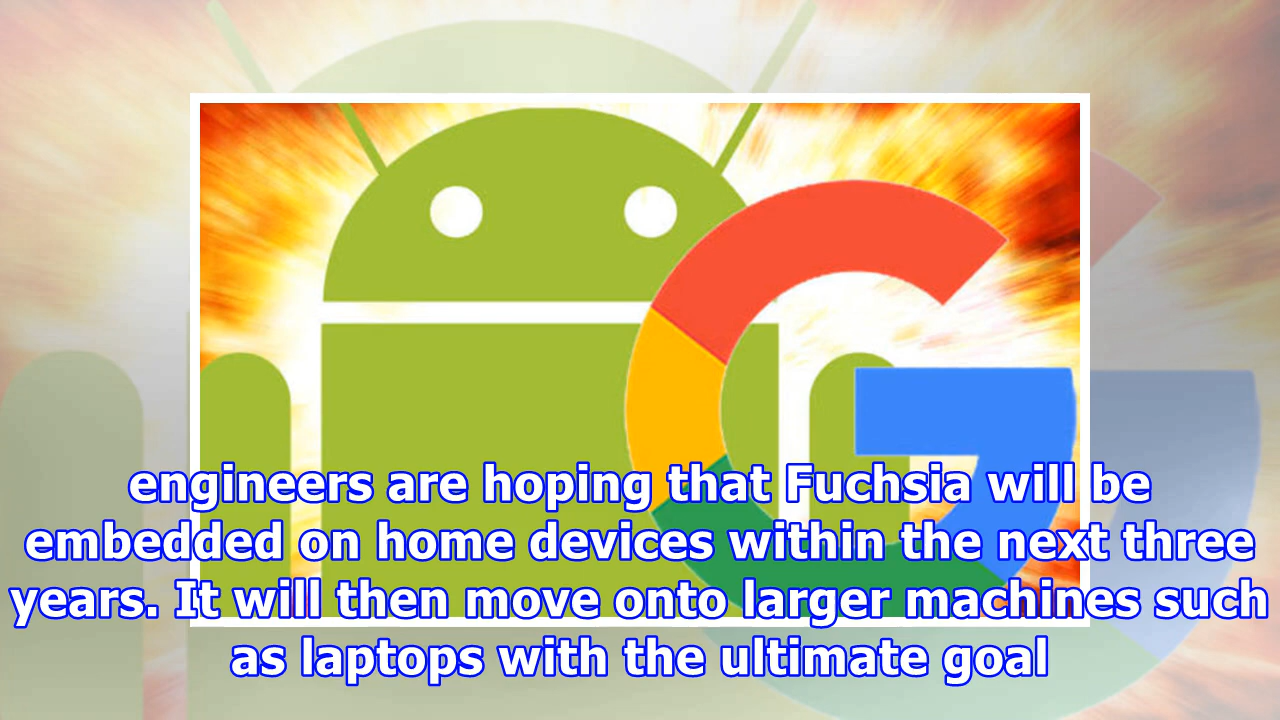 engineers are hoping that Fuchsia will be
embedded on home devices within the next three
years. It will then move onto larger machines such
as laptops with the ultimate goal